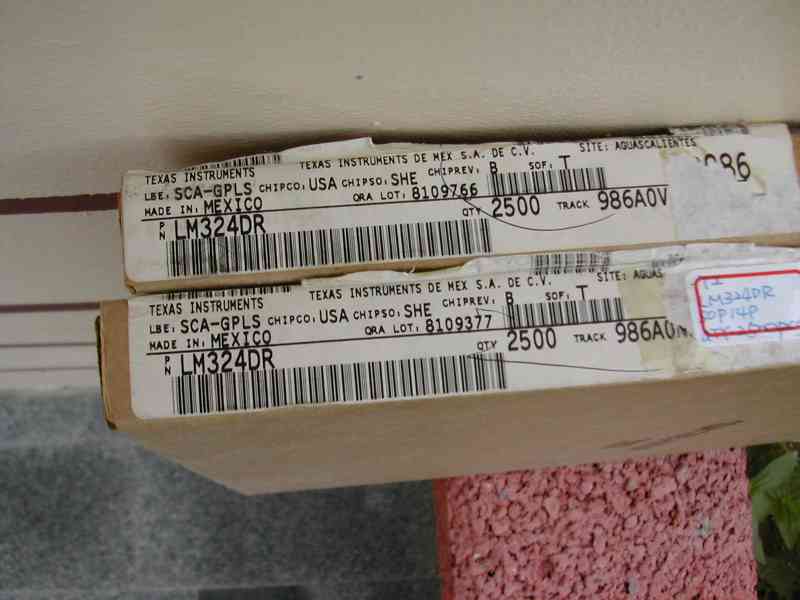 TEXAS INSTRUMENTS TEXAS INSTRUMENTS DE MEX S.A. DE C.V. SITE: AGUASCALIENTES
LBE: SCA-GPLS CHIPCO: USA CHIPSO: SHE CHIPREV: B SOF: T
MADE IN: MEXICO QRA LOT: 8109766 QTY 2500 TRACK 986A0V
PN LM324DR
TEXAS INSTRUMENTS TEXAS INSTRUMENTS DE MEX S.A. DE C.V. SITE: AGUAS
LBE: SCA-GPLS CHIPCO: USA CHIPSO: SHE CHIPREV: B SOF: T
MADE IN: MEXICO QRA LOT: 8109377 QTY 2500 TRACK 986A0
PN LM324DR
LM324DR